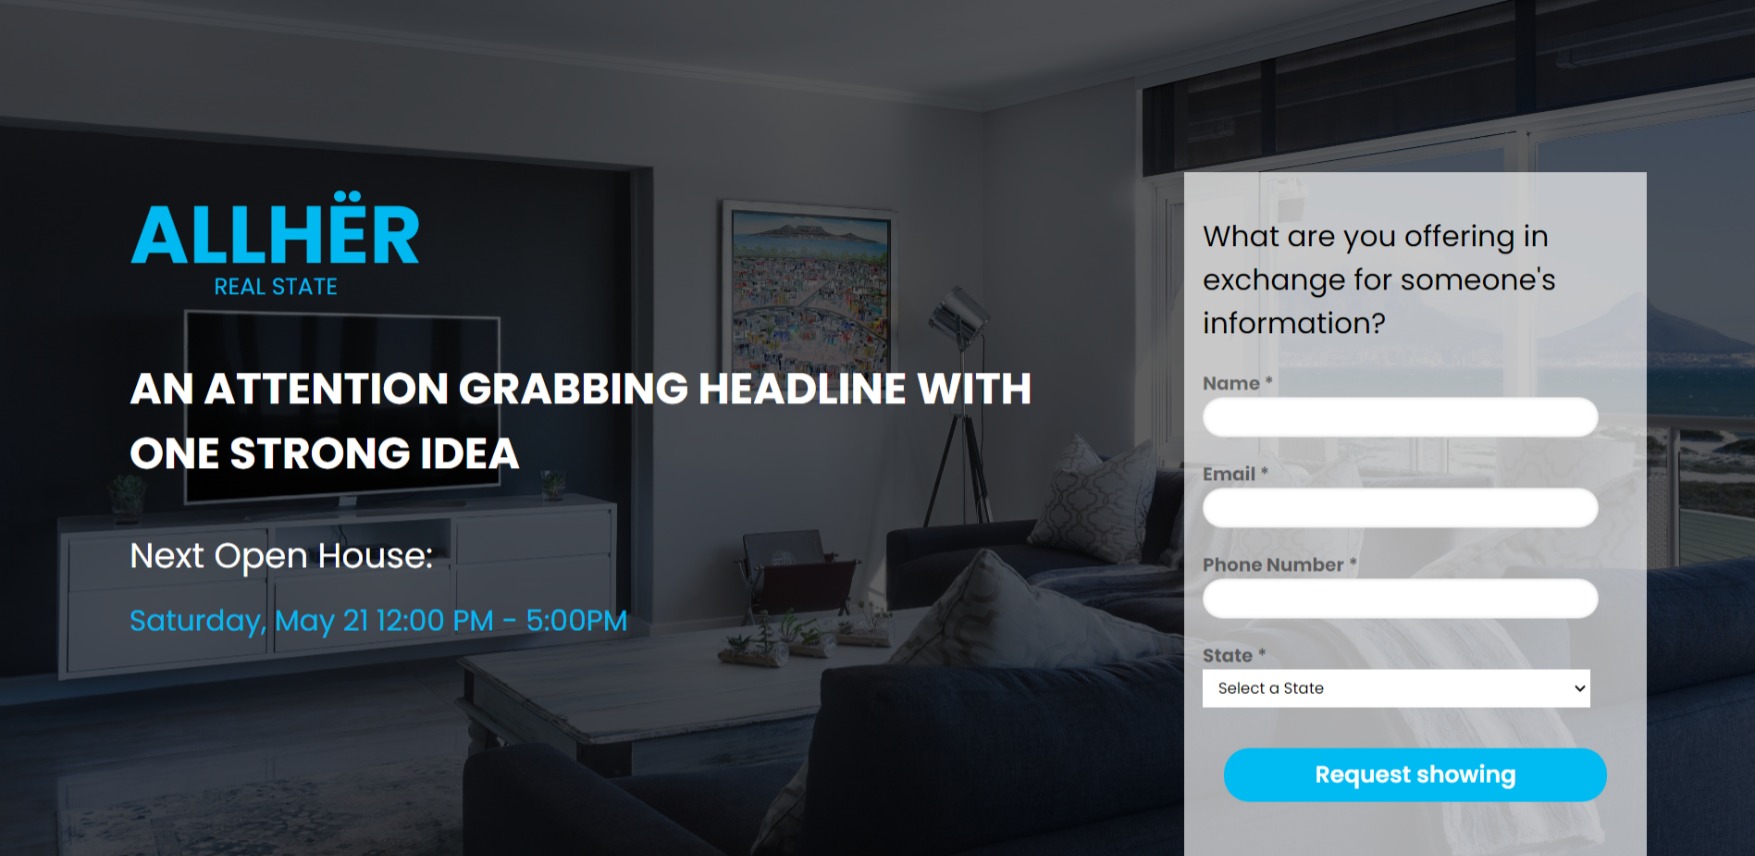 ALLHËR
REAL STATE
AN ATTENTION GRABBING HEADLINE WITH
ONE STRONG IDEA
Next Open House:
Saturday, May 21 12:00 PM - 5:00PM
What are you offering in
exchange for someone's
information?
Name *
Email *
Phone Number *
State *
Select a State
Request showing